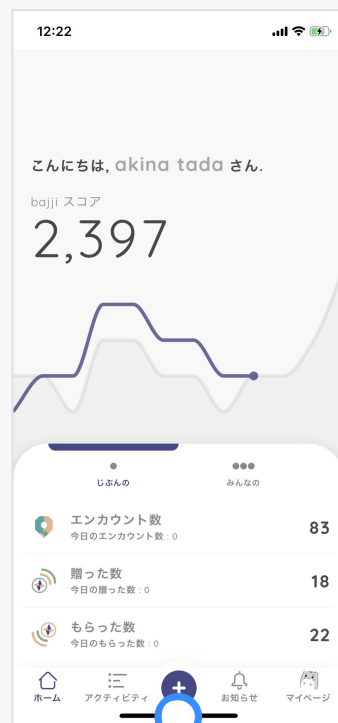 12:22
こんにちは, akina tada さん.
bajji スコア
2,397
じぶんの
みんなの
エンカウント数
今日のエンカウント数 : 0
83
贈った数
今日の贈った数 : 0
18
もらった数
今日のもらった数 : 0
22
ホーム
アクティビティ
お知らせ
マイページ